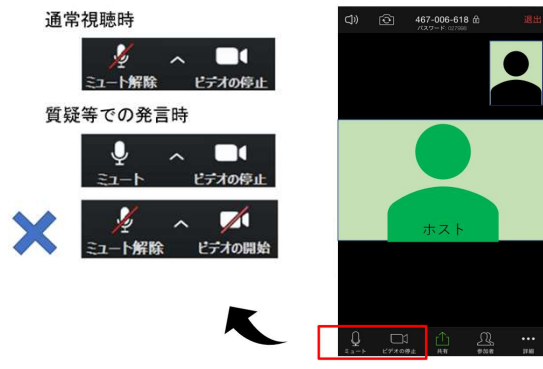 通常視聴時
ミュート解除 ビデオの停止
質疑等での発言時
ミュート ビデオの停止
ミュート解除 ビデオの開始
467-006-618 退出
パスワード: 027988
ホスト
ミュート ビデオの停止 共有 参加者 詳細